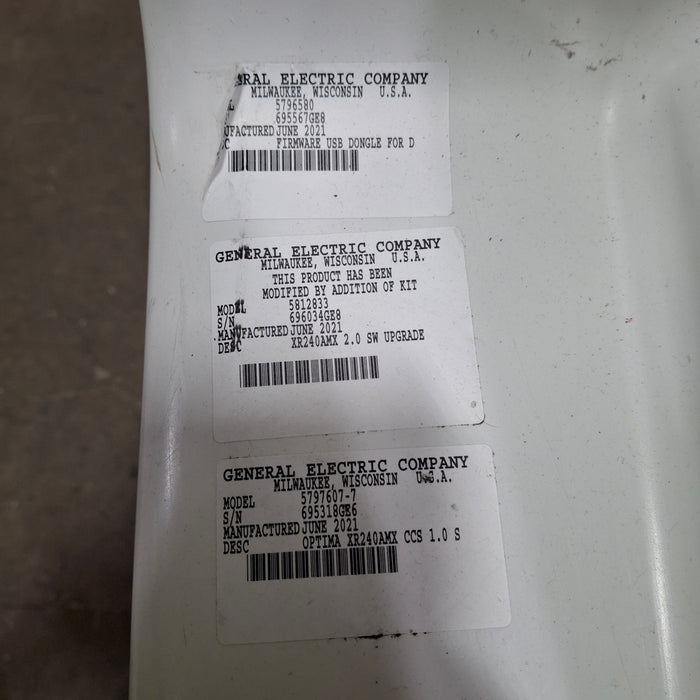 ERAL ELECTRIC COMPANY
MILWAUKEE, WISCONSIN U.S.A.
L 5796580
695567GE8
UFACTURED JUNE 2021
C FIRMWARE USB DONGLE FOR D
GENERAL ELECTRIC COMPANY
MILWAUKEE, WISCONSIN U.S.A.
THIS PRODUCT HAS BEEN
MODIFIED BY ADDITION OF KIT
MODEL 5812833
S/N 696034GE8
MANUFACTURED JUNE 2021
DESC XR240AMX 2.0 SW UPGRADE
GENERAL ELECTRIC COMPANY
MILWAUKEE, WISCONSIN U.S.A.
MODEL 5797607-7
S/N 695318GE6
MANUFACTURED JUNE 2021
DESC OPTIMA XR240AMX CCS 1.0 S